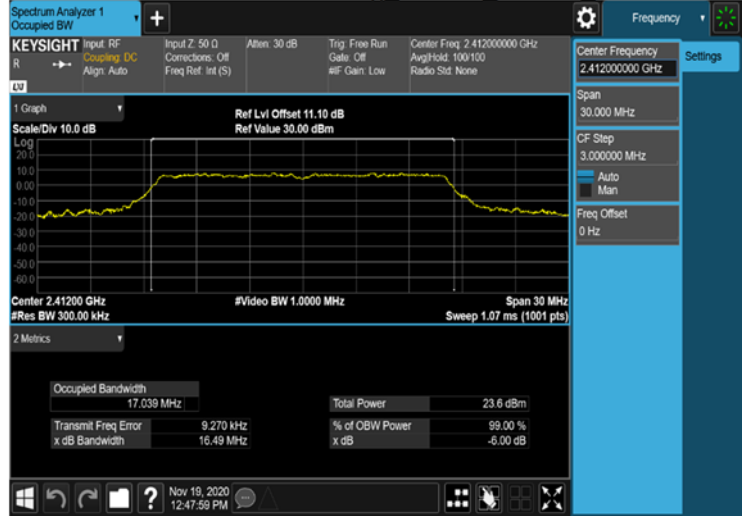 Spectrum Analyzer 1
Occupied BW
Frequency
KEYSIGHT
R
LXI
Input: RF
Coupling: DC
Align: Auto
Input Z: 50 Ω
Corrections: Off
Freq Ref: Int (S)
Atten: 30 dB
Trig: Free Run
Gate: Off
#IF Gain: Low
Center Freq: 2.412000000 GHz
Avg|Hold: 100/100
Radio Std: None
Center Frequency
2.412000000 GHz
Settings
Span
30.000 MHz
CF Step
3.000000 MHz
Auto
Man
Freq Offset
0 Hz
1 Graph
Scale/Div 10.0 dB
Ref Lvl Offset 11.10 dB
Ref Value 30.00 dBm
Log
20.0
10.0
0.00
-10.0
-20.0
-30.0
-40.0
-50.0
-60.0
Center 2.41200 GHz
#Video BW 1.0000 MHz
Span 30 MHz
#Res BW 300.00 kHz
Sweep 1.07 ms (1001 pts)
2 Metrics
Occupied Bandwidth
17.039 MHz
Total Power 23.6 dBm
Transmit Freq Error 9.270 kHz
% of OBW Power 99.00 %
x dB Bandwidth 16.49 MHz
x dB -6.00 dB
?
Nov 19, 2020
12:47:59 PM